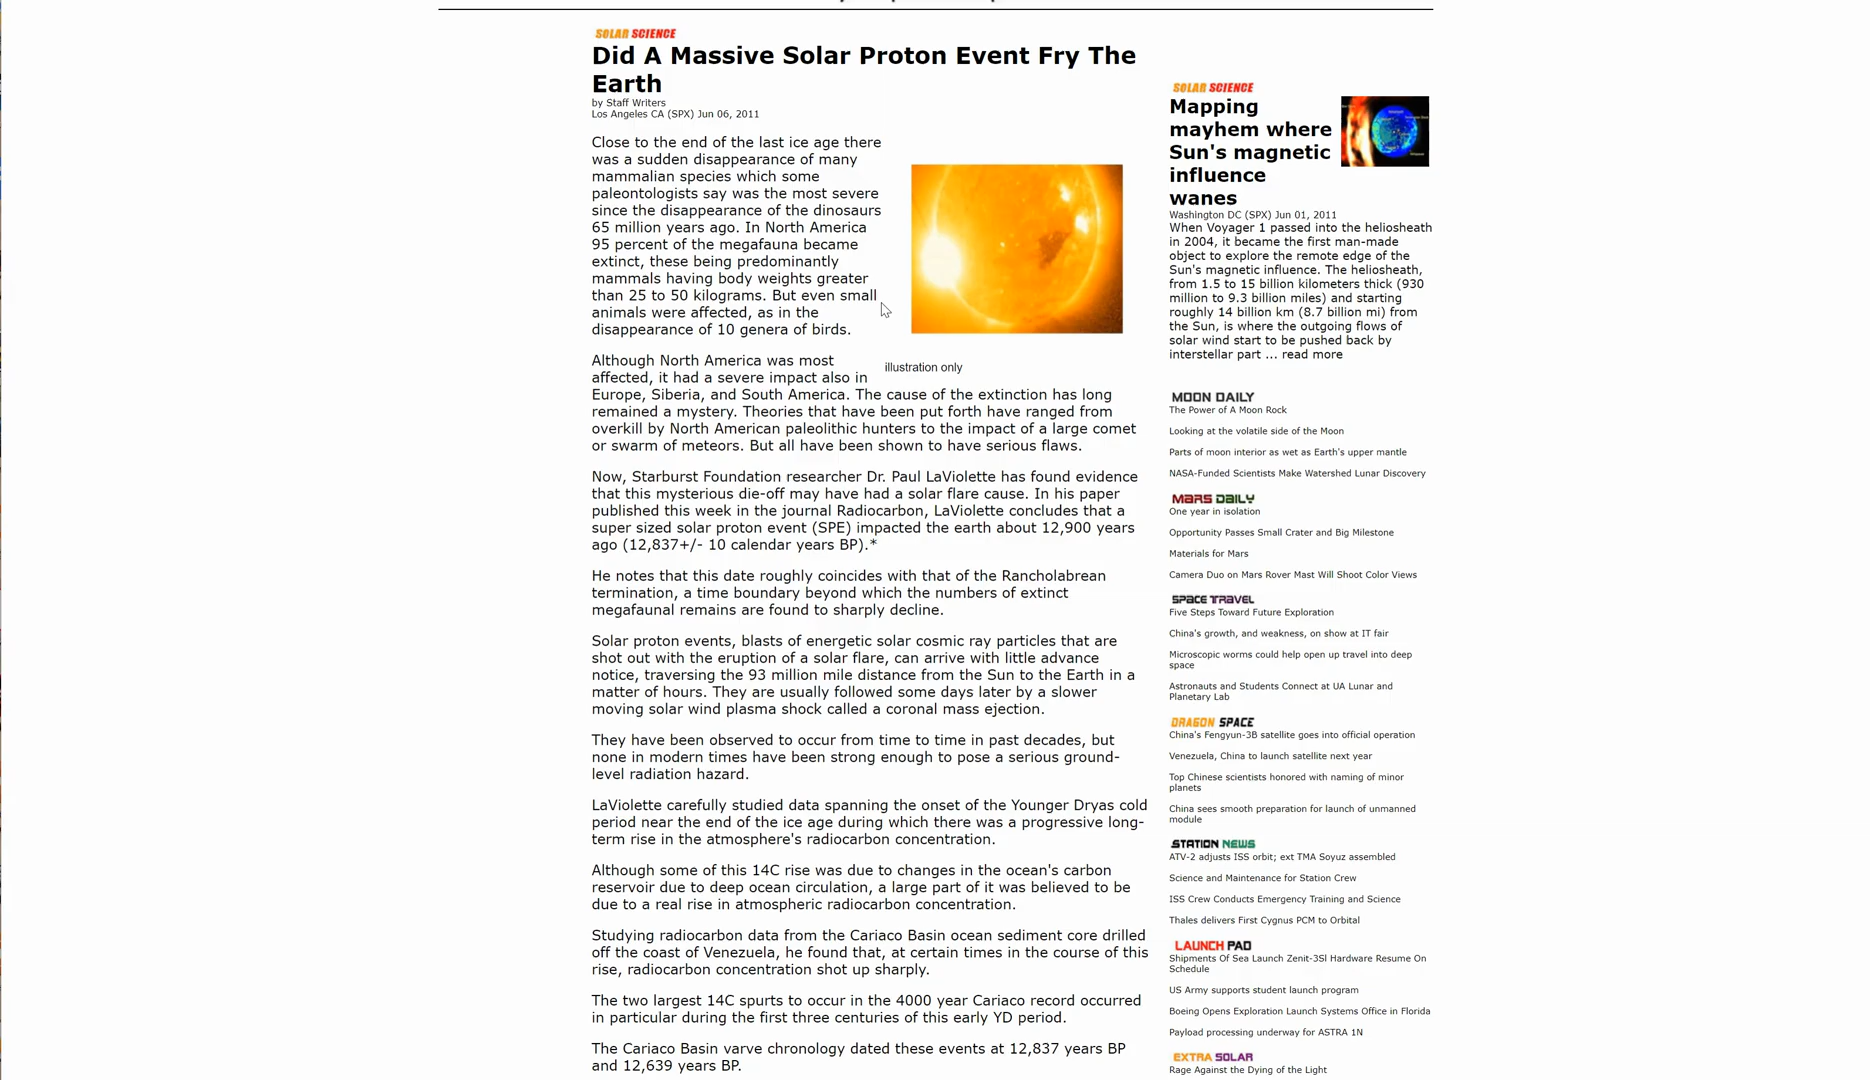 SOLAR SCIENCE
Did A Massive Solar Proton Event Fry The
Earth
by Staff Writers
Los Angeles CA (SPX) Jun 06, 2011
Close to the end of the last ice age there
was a sudden disappearance of many
mammalian species which some
paleontologists say was the most severe
since the disappearance of the dinosaurs
65 million years ago. In North America
95 percent of the megafauna became
extinct, these being predominantly
mammals having body weights greater
than 25 to 50 kilograms. But even small
animals were affected, as in the
disappearance of 10 genera of birds.
illustration only
Although North America was most
affected, it had a severe impact also in
Europe, Siberia, and South America. The cause of the extinction has long
remained a mystery. Theories that have been put forth have ranged from
overkill by North American paleolithic hunters to the impact of a large comet
or swarm of meteors. But all have been shown to have serious flaws.
Now, Starburst Foundation researcher Dr. Paul LaViolette has found evidence
that this mysterious die-off may have had a solar flare cause. In his paper
published this week in the journal Radiocarbon, LaViolette concludes that a
super sized solar proton event (SPE) impacted the earth about 12,900 years
ago (12,837+/- 10 calendar years BP).*
He notes that this date roughly coincides with that of the Rancholabrean
termination, a time boundary beyond which the numbers of extinct
megafaunal remains are found to sharply decline.
Solar proton events, blasts of energetic solar cosmic ray particles that are
shot out with the eruption of a solar flare, can arrive with little advance
notice, traversing the 93 million mile distance from the Sun to the Earth in a
matter of hours. They are usually followed some days later by a slower
moving solar wind plasma shock called a coronal mass ejection.
They have been observed to occur from time to time in past decades, but
none in modern times have been strong enough to pose a serious ground-
level radiation hazard.
LaViolette carefully studied data spanning the onset of the Younger Dryas cold
period near the end of the ice age during which there was a progressive long-
term rise in the atmosphere's radiocarbon concentration.
Although some of this 14C rise was due to changes in the ocean's carbon
reservoir due to deep ocean circulation, a large part of it was believed to be
due to a real rise in atmospheric radiocarbon concentration.
Studying radiocarbon data from the Cariaco Basin ocean sediment core drilled
off the coast of Venezuela, he found that, at certain times in the course of this
rise, radiocarbon concentration shot up sharply.
The two largest 14C spurts to occur in the 4000 year Cariaco record occurred
in particular during the first three centuries of this early YD period.
The Cariaco Basin varve chronology dated these events at 12,837 years BP
and 12,639 years BP.
SOLAR SCIENCE
Mapping
mayhem where
Sun's magnetic
influence
wanes
Washington DC (SPX) Jun 01, 2011
When Voyager 1 passed into the heliosheath
in 2004, it became the first man-made
object to explore the remote edge of the
Sun's magnetic influence. The heliosheath,
from 1.5 to 15 billion kilometers thick (930
million to 9.3 billion miles) and starting
roughly 14 billion km (8.7 billion mi) from
the Sun, is where the outgoing flows of
solar wind start to be pushed back by
interstellar part ... read more
MOON DAILY
The Power of A Moon Rock
Looking at the volatile side of the Moon
Parts of moon interior as wet as Earth's upper mantle
NASA-Funded Scientists Make Watershed Lunar Discovery
MARS DAILY
One year in isolation
Opportunity Passes Small Crater and Big Milestone
Materials for Mars
Camera Duo on Mars Rover Mast Will Shoot Color Views
SPACE TRAVEL
Five Steps Toward Future Exploration
China's growth, and weakness, on show at IT fair
Microscopic worms could help open up travel into deep
space
Astronauts and Students Connect at UA Lunar and
Planetary Lab
DRAGON SPACE
China's Fengyun-3B satellite goes into official operation
Venezuela, China to launch satellite next year
Top Chinese scientists honored with naming of minor
planets
China sees smooth preparation for launch of unmanned
module
STATION NEWS
ATV-2 adjusts ISS orbit; ext TMA Soyuz assembled
Science and Maintenance for Station Crew
ISS Crew Conducts Emergency Training and Science
Thales delivers First Cygnus PCM to Orbital
LAUNCH PAD
Shipments Of Sea Launch Zenit-3Sl Hardware Resume On
Schedule
US Army supports student launch program
Boeing Opens Exploration Launch Systems Office in Florida
Payload processing underway for ASTRA 1N
EXTRA SOLAR
Rage Against the Dying of the Light